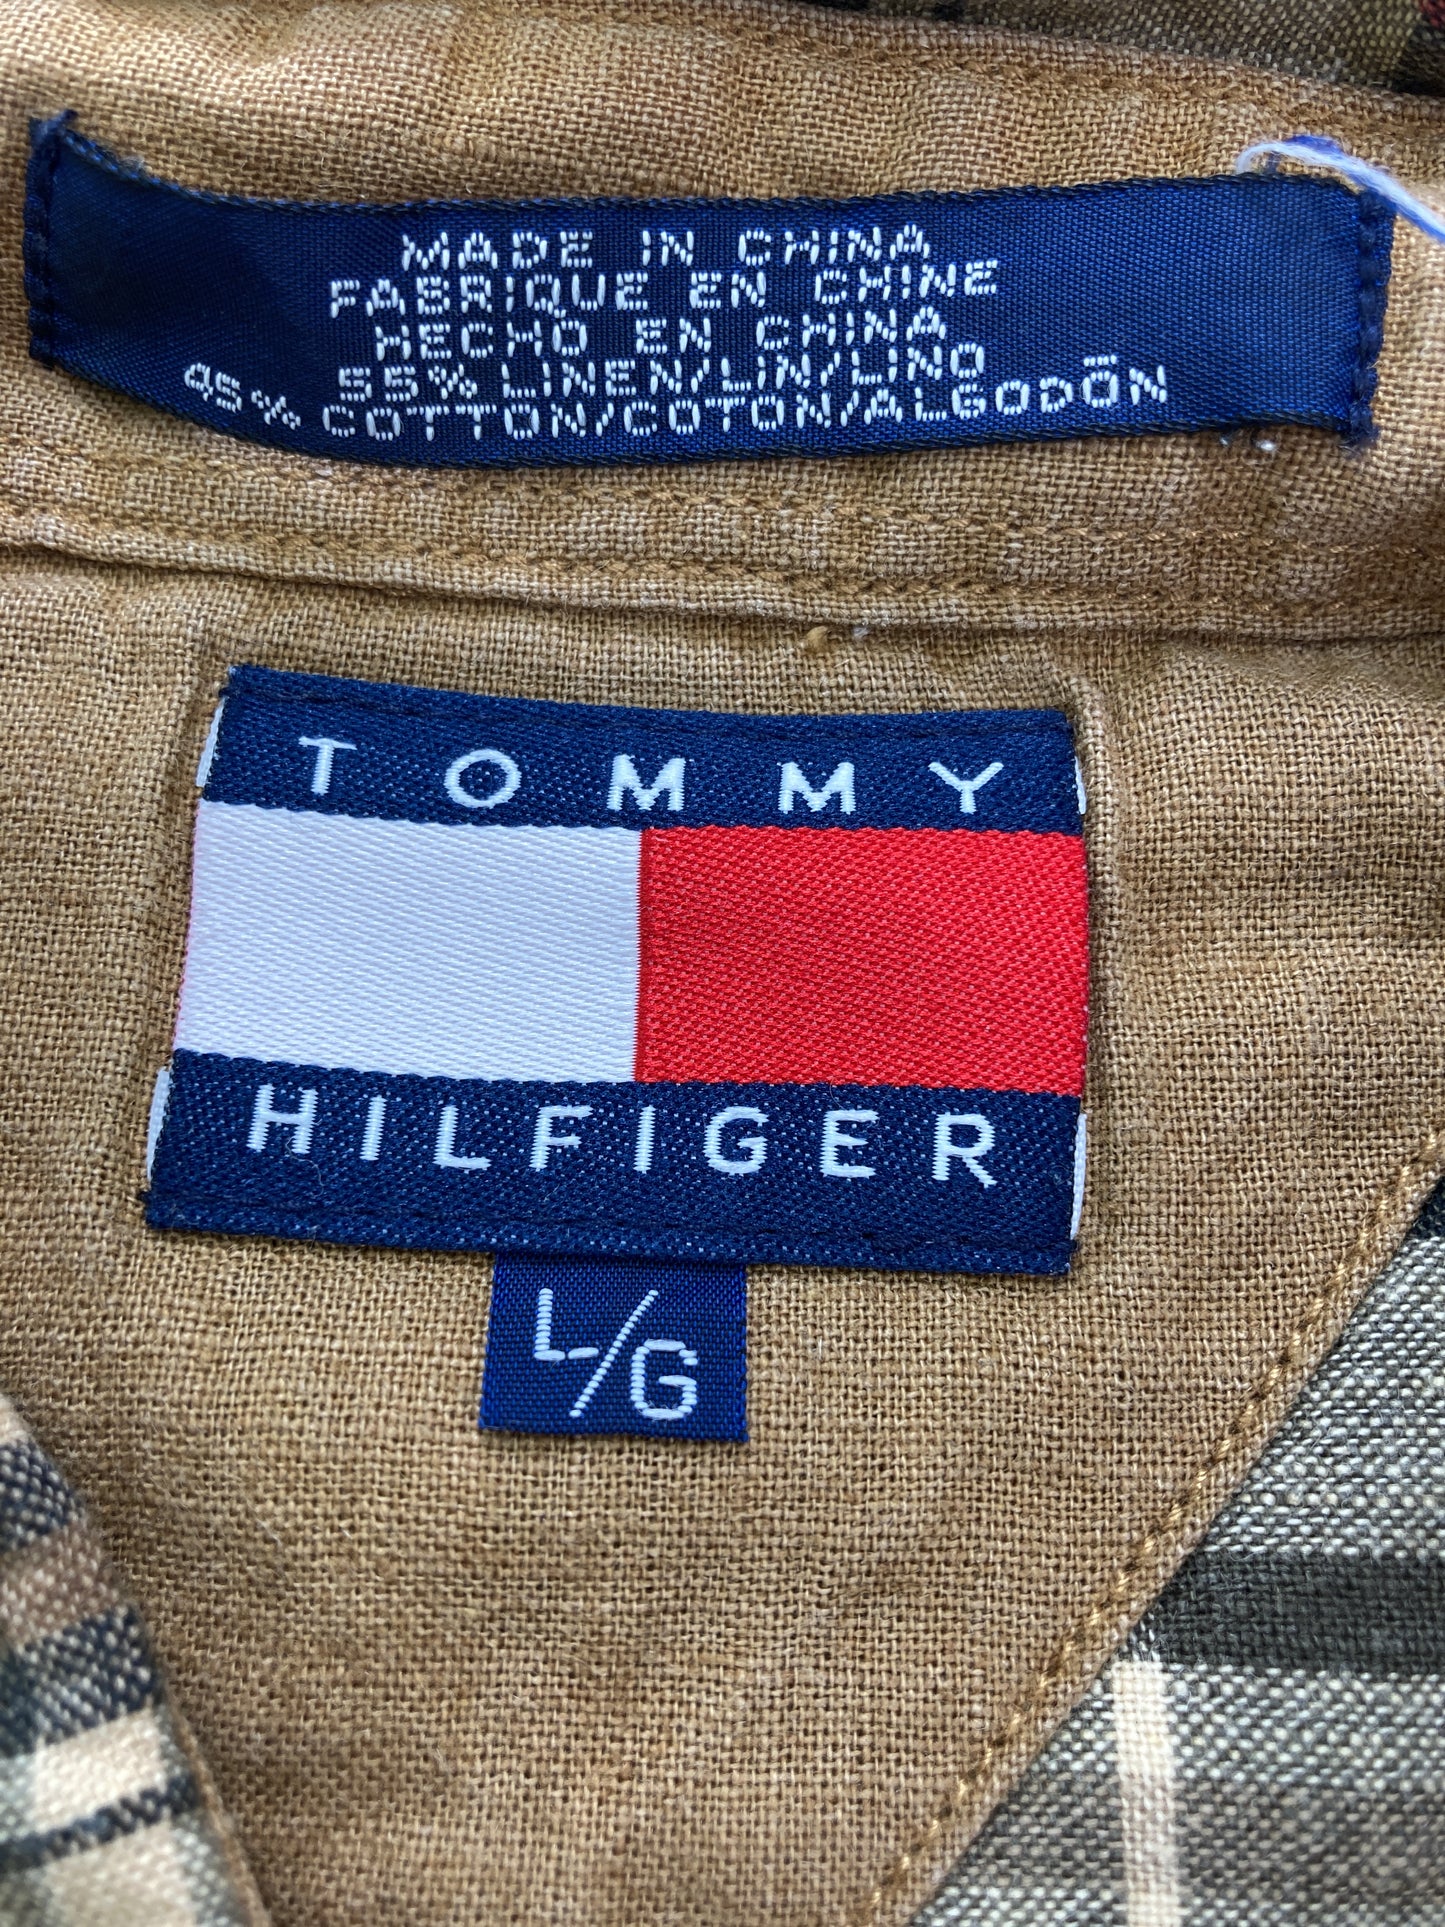 MADE IN CHINA
FABRIQUE EN CHINE
HECHO EN CHINA
55% LINEN/LIN/LINO
45% COTTON/COTON/ALGODÓN
TOMMY
HILFIGER
L/G